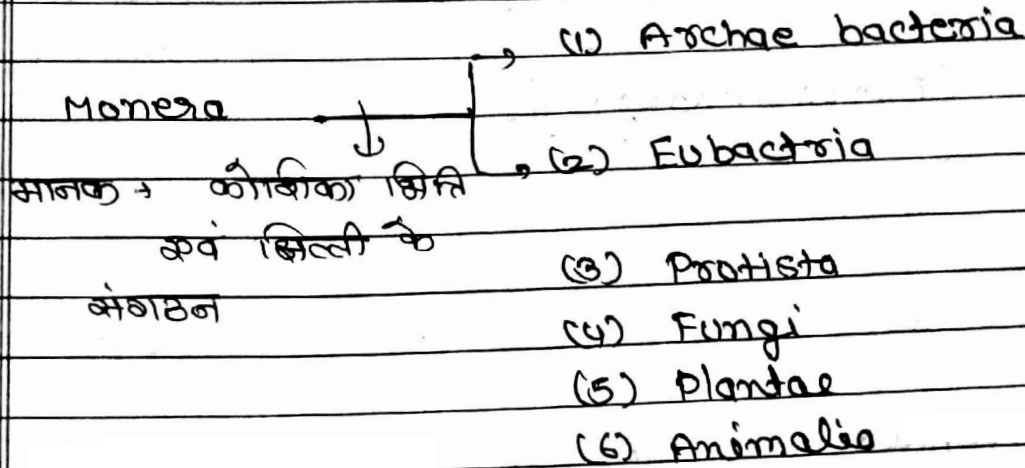 (1) Archae bacteria
Monera
(2) Eubactria
मानक → कोशिका भित्ति
एवं झिल्ली के
संगठन
(3) Protista
(4) Fungi
(5) Plantae
(6) Animalia